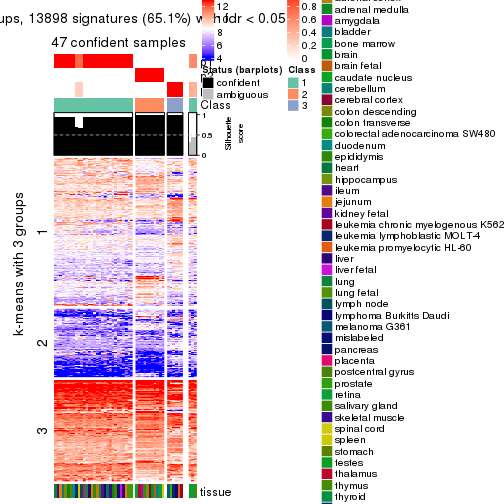 ups, 13898 signatures (65.1%) with fdr < 0.05
47 confident samples
Class
1
0.5
0
Silhouette
score
k-means with 3 groups
1
2
3
tissue
12
10
8
6
4
0.8
0.6
0.4
0.2
0
Status (barplots)
confident
ambiguous
Class
1
2
3
adrenal medulla
amygdala
bladder
bone marrow
brain
brain fetal
caudate nucleus
cerebellum
cerebral cortex
colon descending
colon transverse
colorectal adenocarcinoma SW480
duodenum
epididymis
heart
hippocampus
ileum
jejunum
kidney fetal
leukemia chronic myelogenous K562
leukemia lymphoblastic MOLT-4
leukemia promyelocytic HL-60
liver
liver fetal
lung
lung fetal
lymph node
lymphoma Burkitts Daudi
melanoma G361
mislabeled
pancreas
placenta
postcentral gyrus
prostate
retina
salivary gland
skeletal muscle
spinal cord
spleen
stomach
testes
thalamus
thymus
thyroid